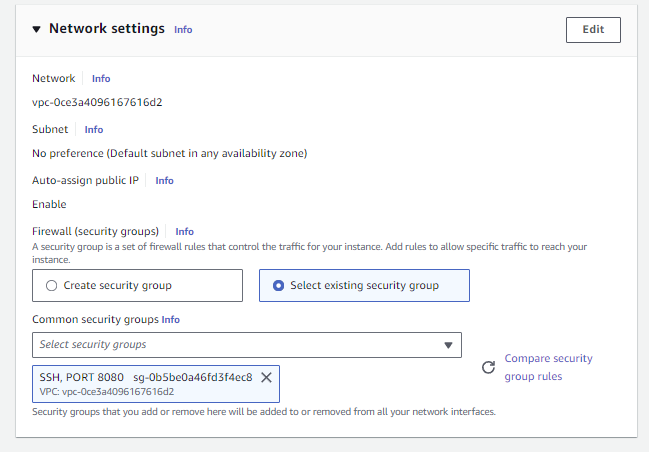 Network settings Info
Edit
Network Info
vpc-0ce3a4096167616d2
Subnet Info
No preference (Default subnet in any availability zone)
Auto-assign public IP Info
Enable
Firewall (security groups) Info
A security group is a set of firewall rules that control the traffic for your instance. Add rules to allow specific traffic to reach your
instance.
Create security group
Select existing security group
Common security groups Info
Select security groups
SSH, PORT 8080 sg-0b5be0a46fd3f4ec8
VPC: vpc-0ce3a4096167616d2
Compare security
group rules
Security groups that you add or remove here will be added to or removed from all your network interfaces.